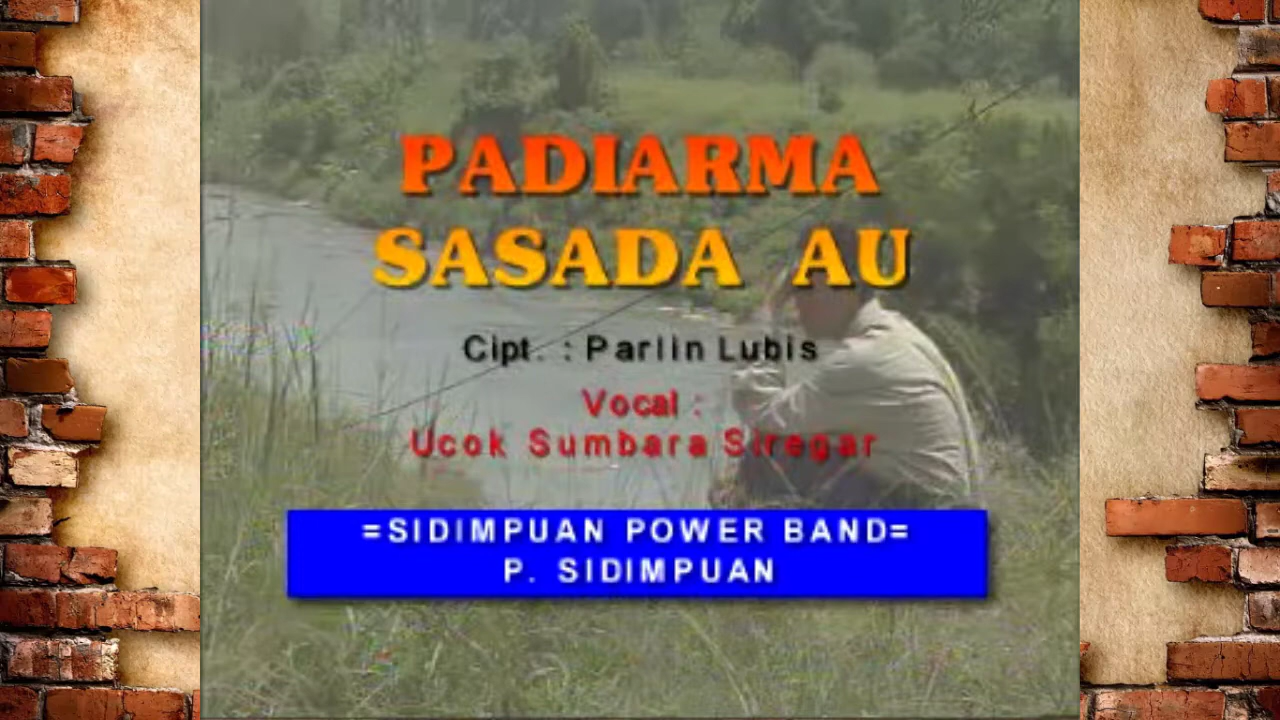 PADIARMA
SASADA AU
Cipt. : Parlin Lubis
Vocal :
Ucok Sumbara Siregar
=SIDIMPUAN POWER BAND=
P. SIDIMPUAN